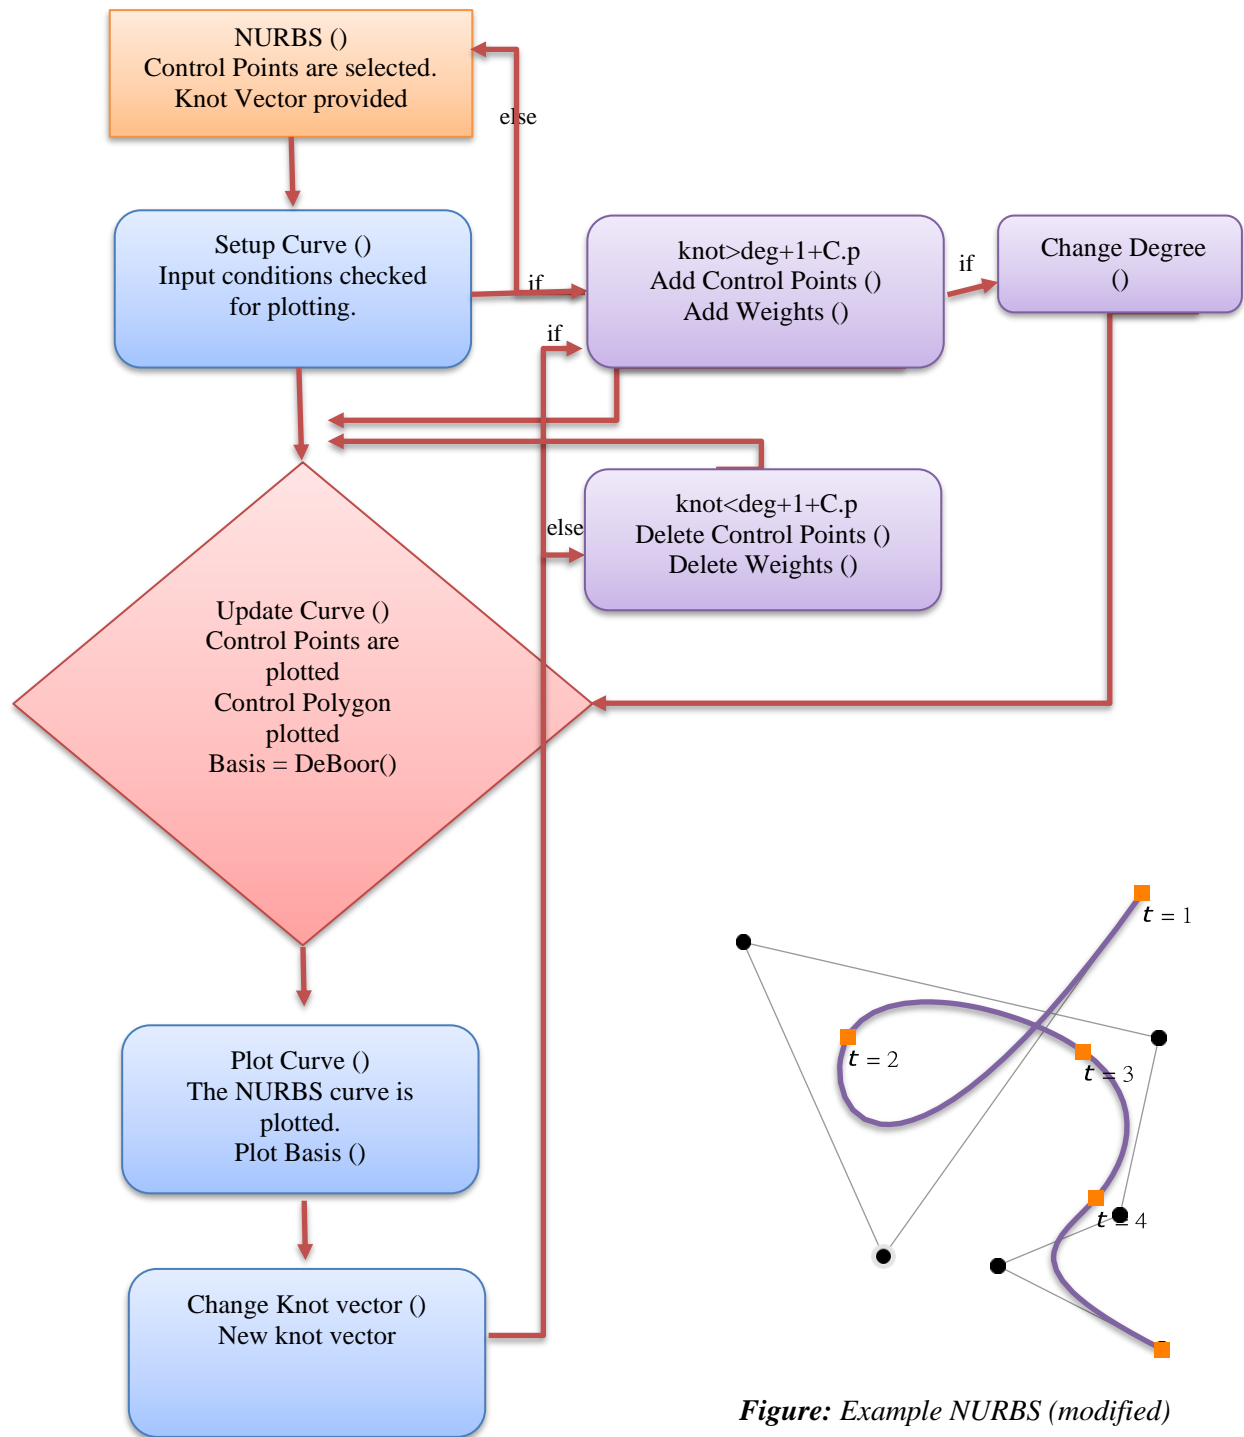 NURBS ()
Control Points are selected.
Knot Vector provided
else
Setup Curve ()
Input conditions checked
for plotting.
if
knot>deg+1+C.p
Add Control Points ()
Add Weights ()
if
Change Degree
()
if
knot<deg+1+C.p
Delete Control Points ()
Delete Weights ()
else
Update Curve ()
Control Points are
plotted
Control Polygon
plotted
Basis = DeBoor()
Plot Curve ()
The NURBS curve is
plotted.
Plot Basis ()
Change Knot vector ()
New knot vector
t = 1
t = 2
t = 3
t = 4
Figure: Example NURBS (modified)